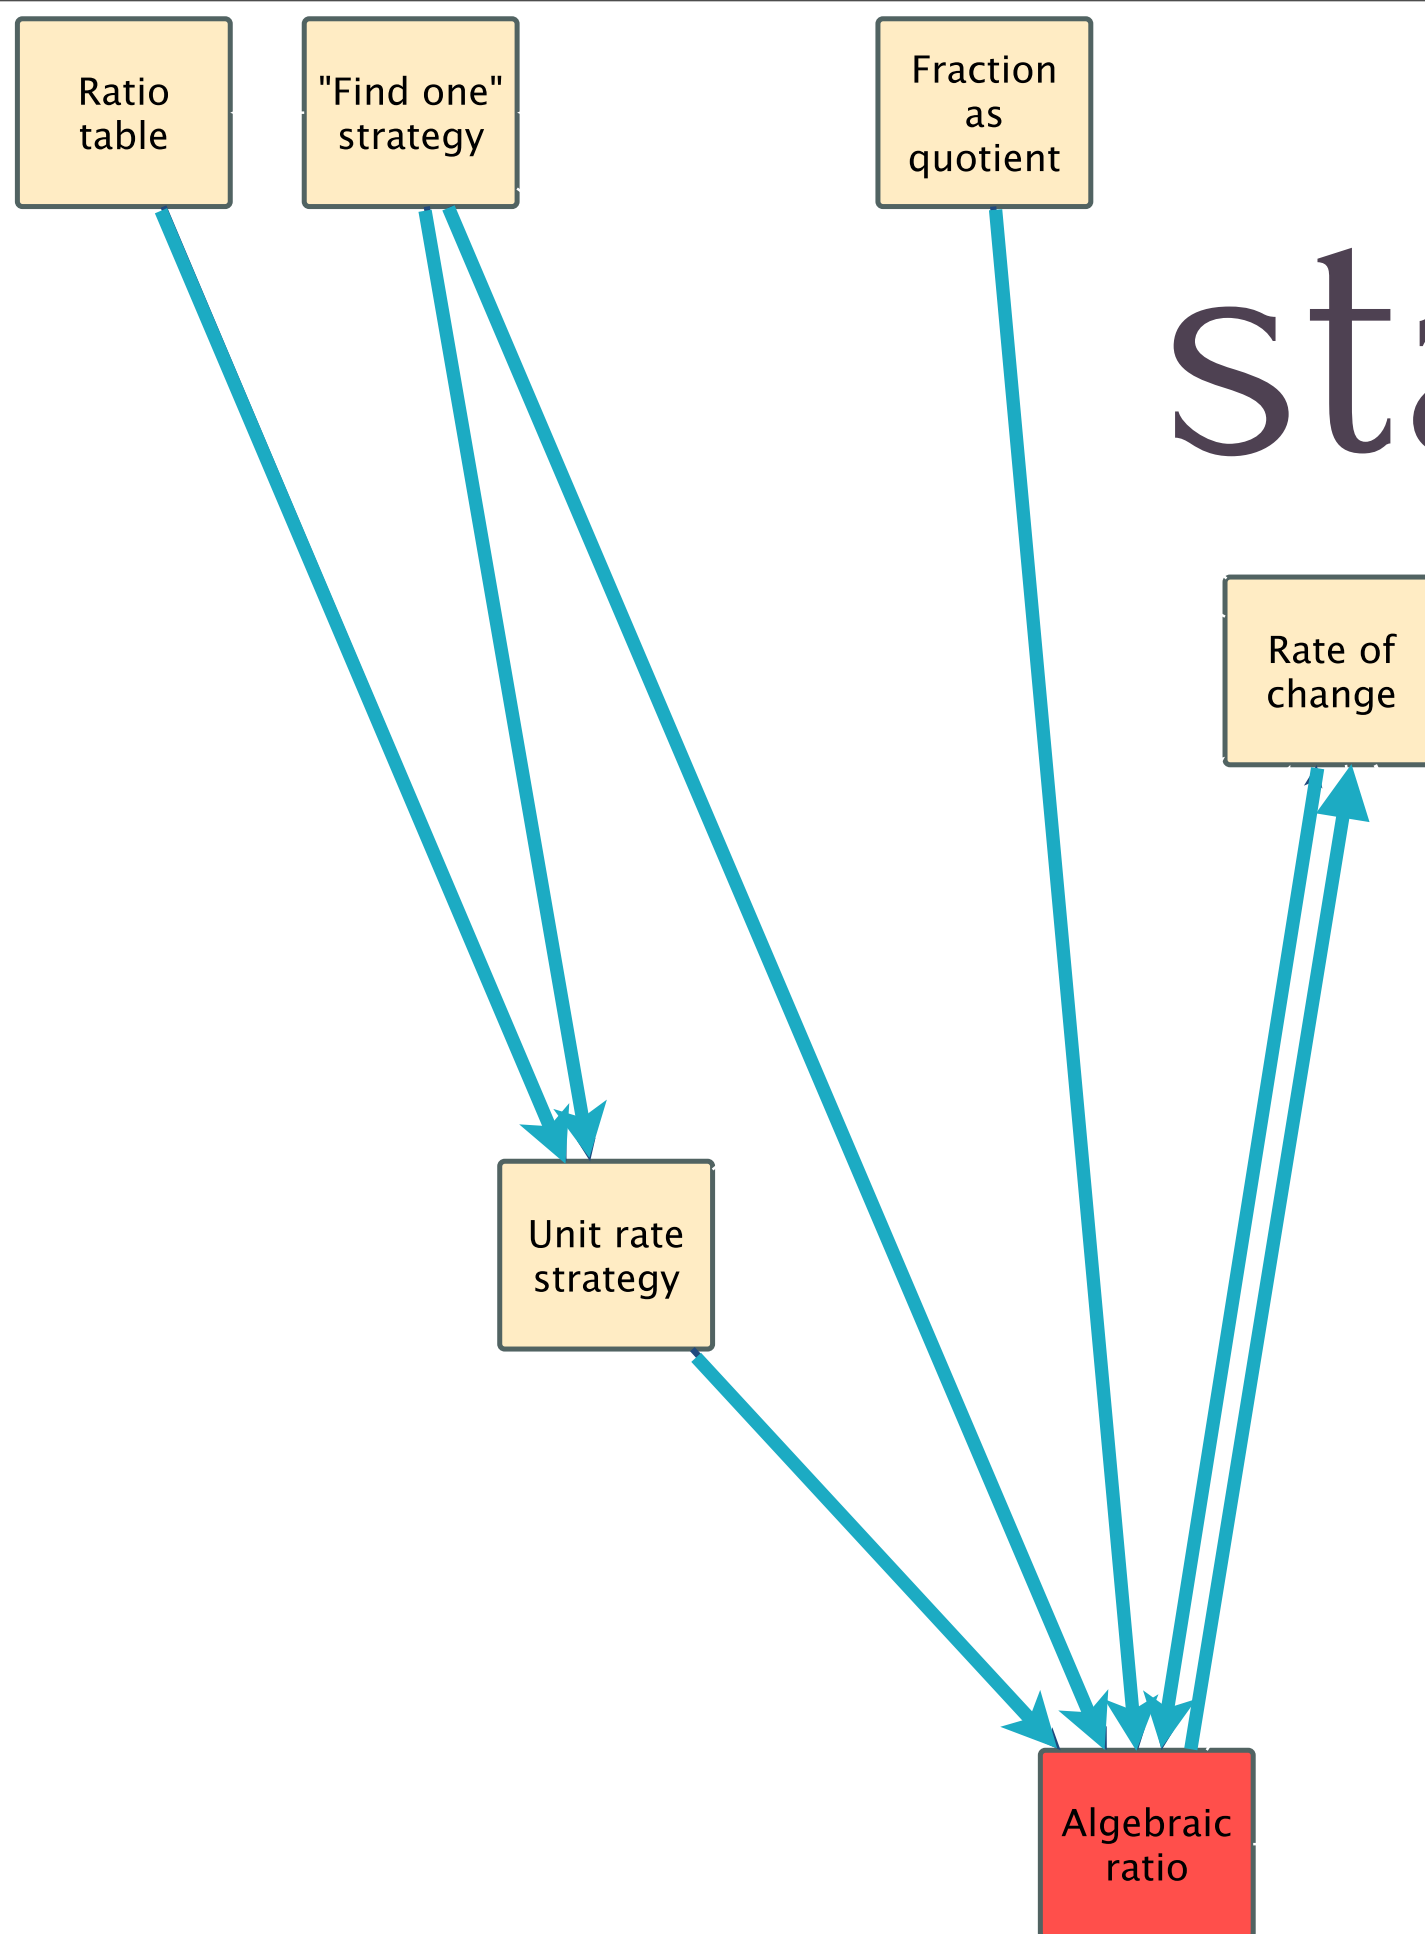 Ratio
table
"Find one"
strategy
Fraction
as
quotient
sta
Rate of
change
Unit rate
strategy
Algebraic
ratio